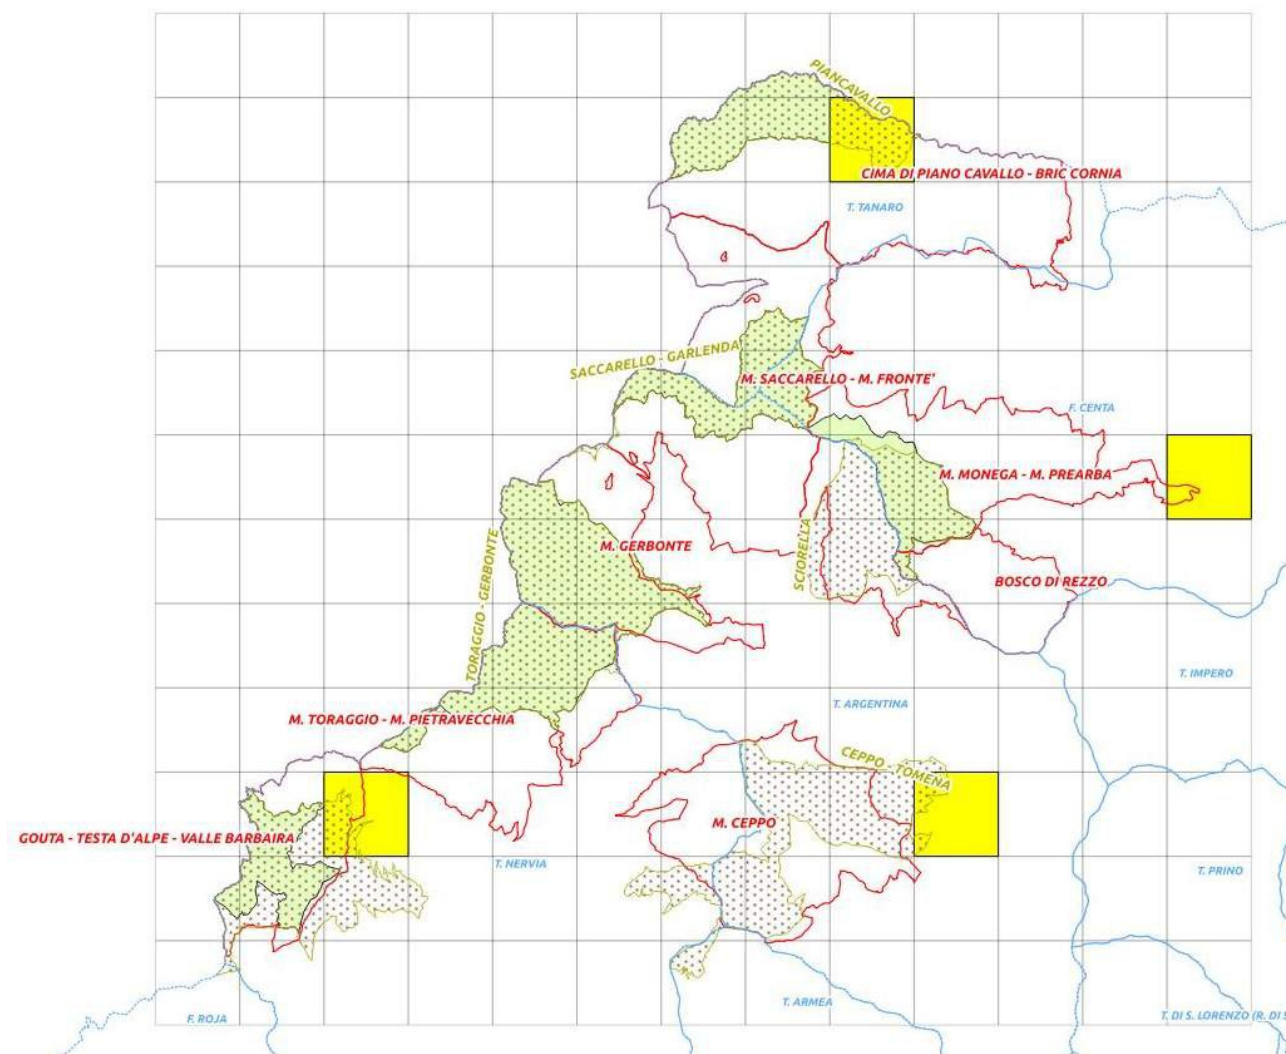 PIANCAVALLO
CIMA DI PIANO CAVALLO - BRIC CORNIA
T. TANARO
SACCARELLO - GARLENDA
M. SACCARELLO - M. FRONTE'
F. CENTA
M. MONEGA - M. PREARBA
TORAGGIO - GERBONTE
M. GERBONTE
SCIORELLA
BOSCO DI REZZO
T. IMPERO
T. ARGENTINA
M. TORAGGIO - M. PIETRAVECCHIA
CEPPO - TOMENA
M. CEPPO
GOUTA - TESTA D'ALPE - VALLE BARBAIRA
T. NERVIA
T. PRINO
T. ARMEA
F. ROJA
T. DI S. LORENZO (R. DI S